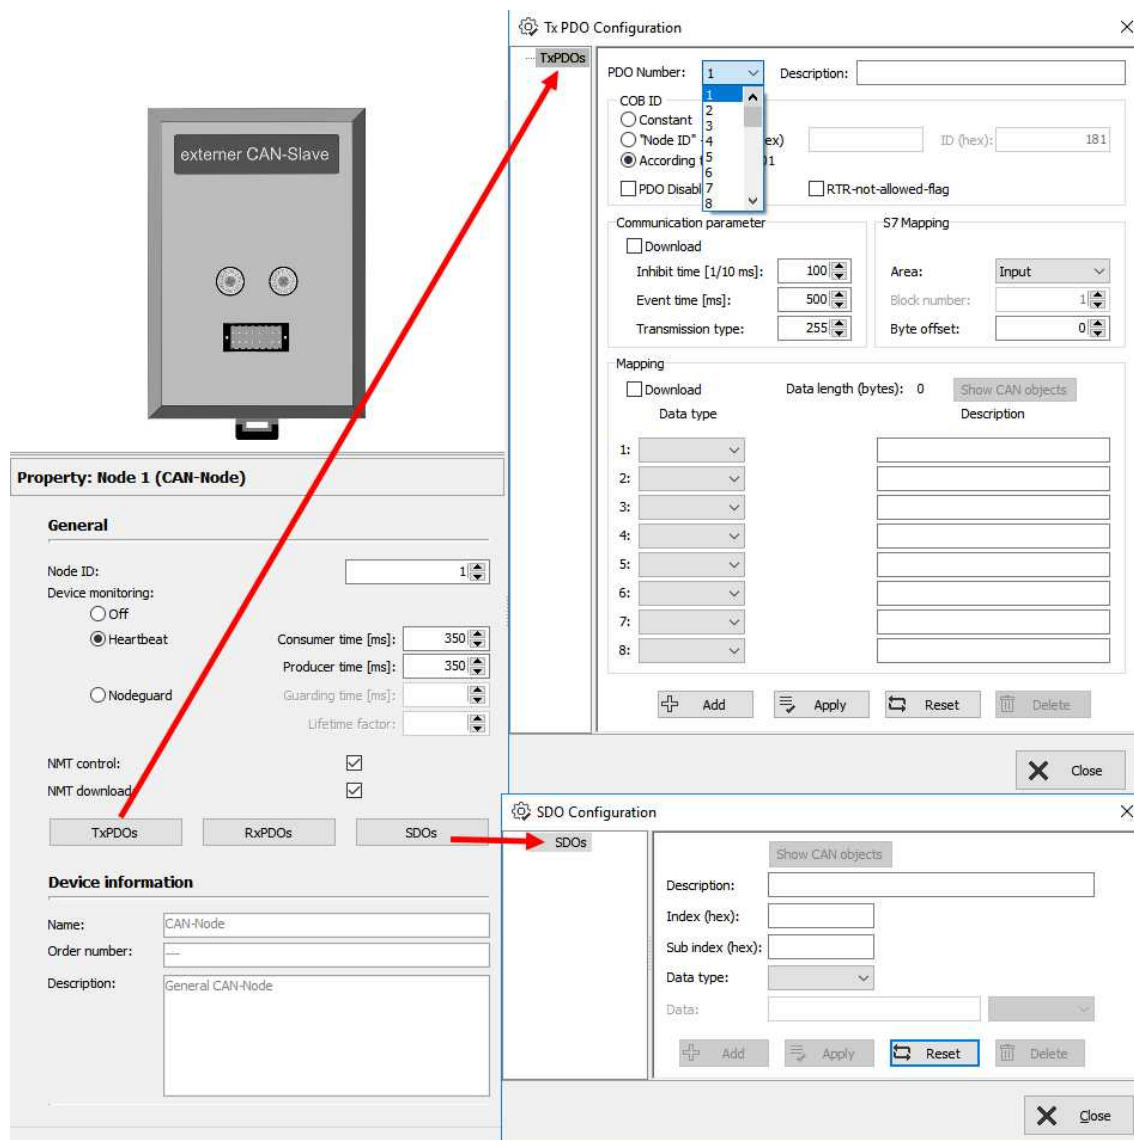 externer CAN-Slave
Property: Node 1 (CAN-Node)
General
Node ID: 1
Device monitoring:
Off
Heartbeat Consumer time [ms]: 350
Producer time [ms]: 350
Nodeguard Guarding time [ms]:
Lifetime factor:
NMT control:
NMT download:
TxPDOs RxPDOs SDOs
Device information
Name: CAN-Node
Order number: ---
Description: General CAN-Node
Tx PDO Configuration
TxPDOs
PDO Number: 1 Description:
1
2
3
4
5
6
7
8
COB ID
Constant
"Node ID" ex) ID (hex): 181
According 01
PDO RTR-not-allowed-flag
Communication parameter
Download
Inhibit time [1/10 ms]: 100
Event time [ms]: 500
Transmission type: 255
S7 Mapping
Area: Input
Block number: 1
Byte offset: 0
Mapping
Download Data length (bytes): 0 Show CAN objects
Data type Description
1:
2:
3:
4:
5:
6:
7:
8:
Add Apply Reset Delete
Close
SDO Configuration
SDOs
Show CAN objects
Description:
Index (hex):
Sub index (hex):
Data type:
Data:
Add Apply Reset Delete
Close